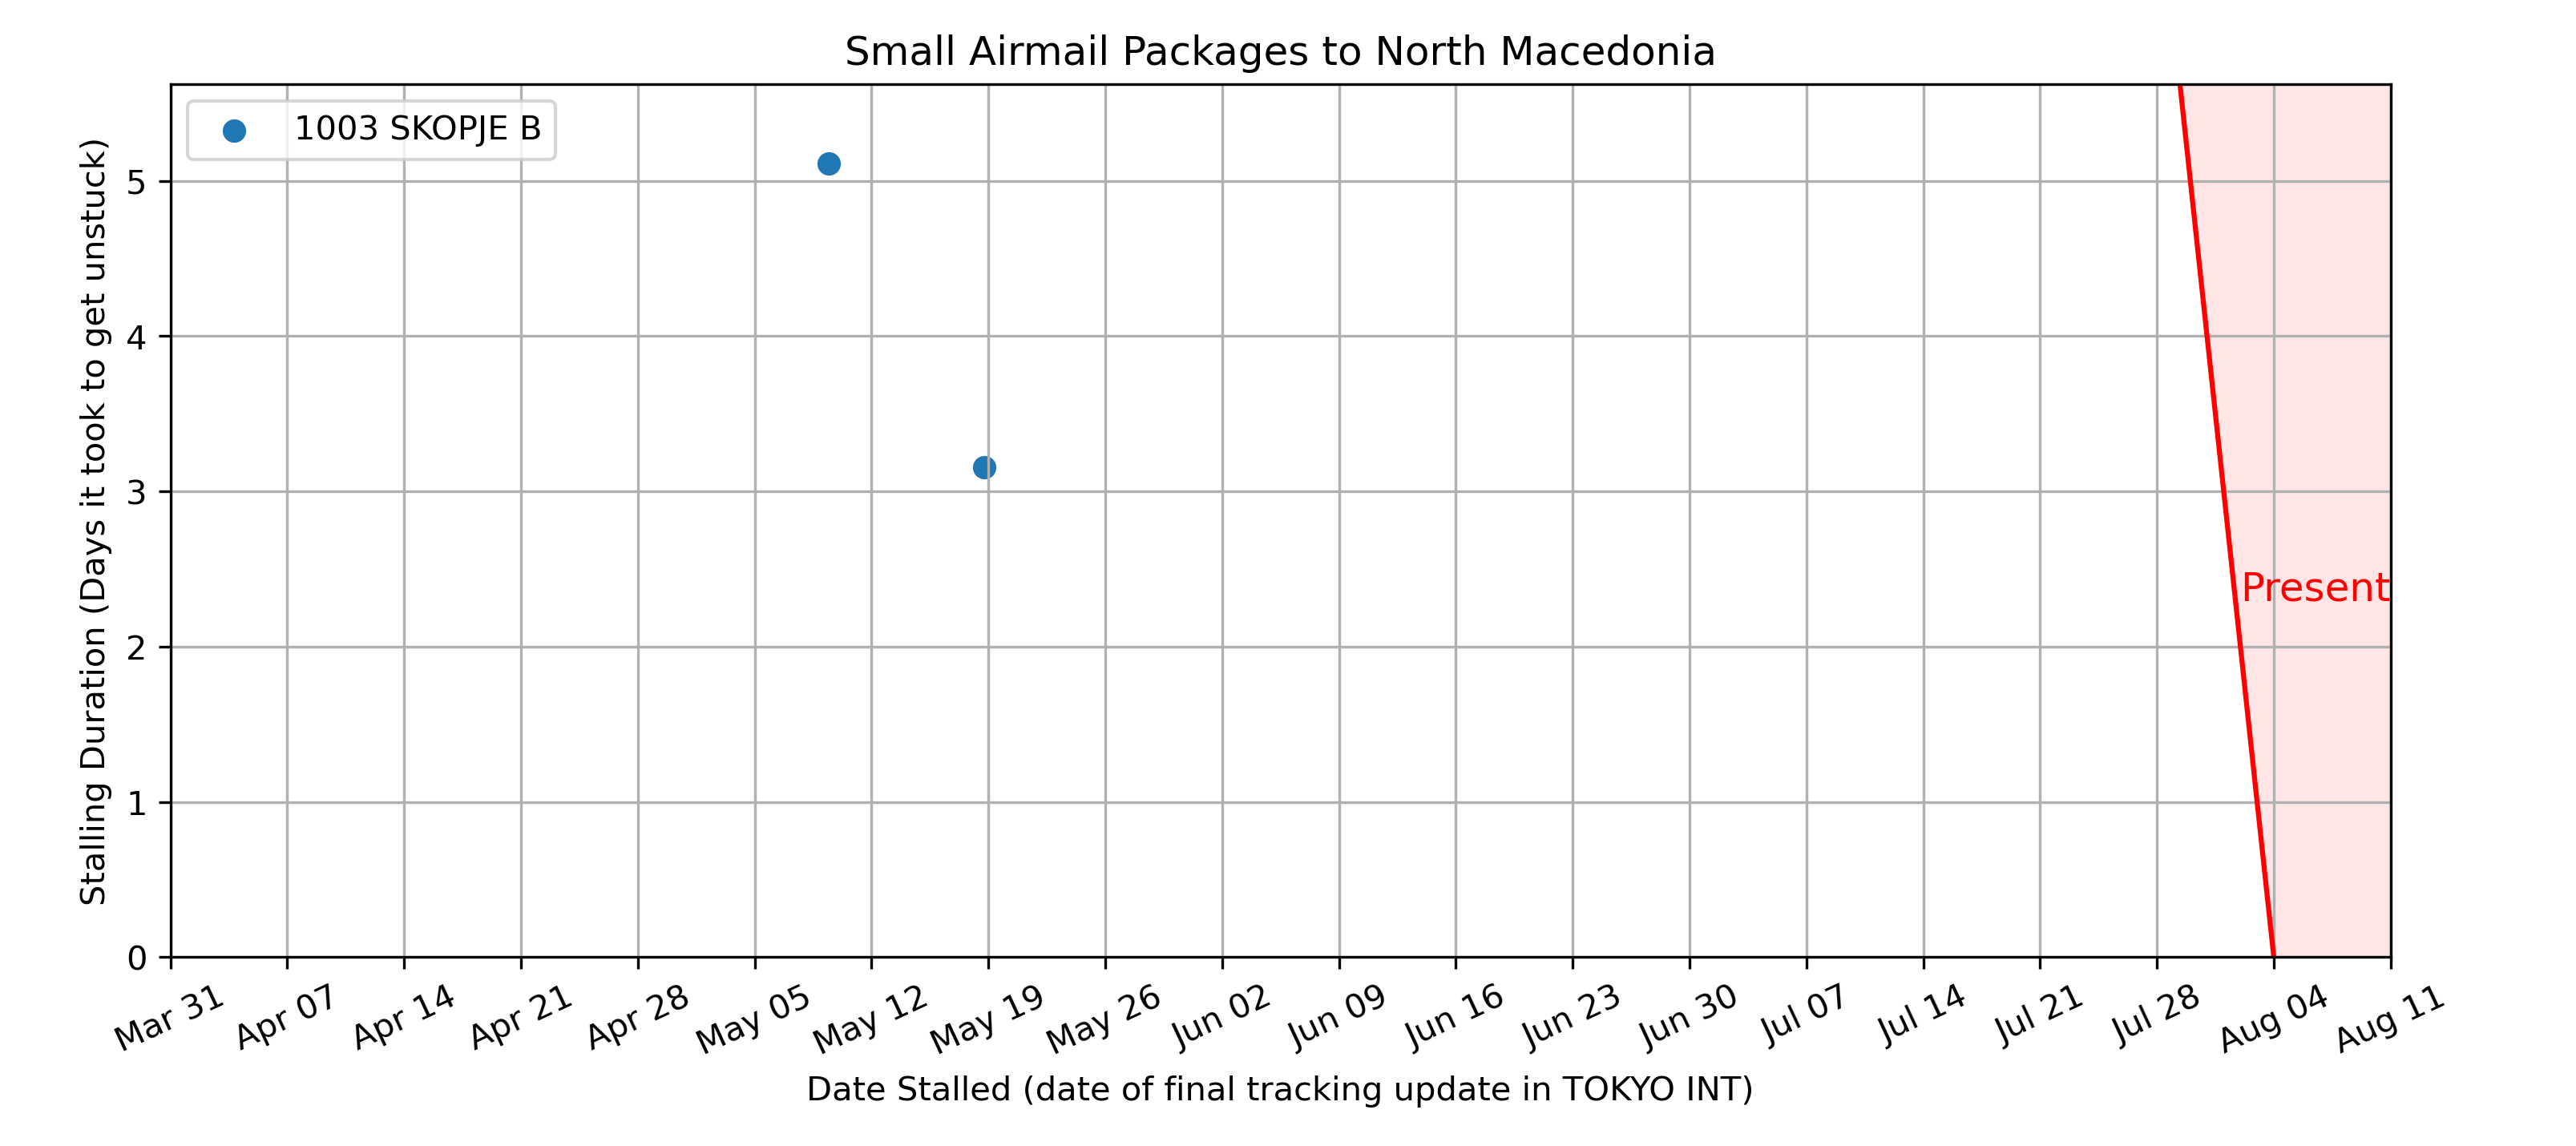 Small Airmail Packages to North Macedonia
1003 SKOPJE B
Stalling Duration (Days it took to get unstuck)
5
4
3
2
1
0
Present
Mar 31
Apr 07
Apr 14
Apr 21
Apr 28
May 05
May 12
May 19
May 26
Jun 02
Jun 09
Jun 16
Jun 23
Jun 30
Jul 07
Jul 14
Jul 21
Jul 28
Aug 04
Aug 11
Date Stalled (date of final tracking update in TOKYO INT)